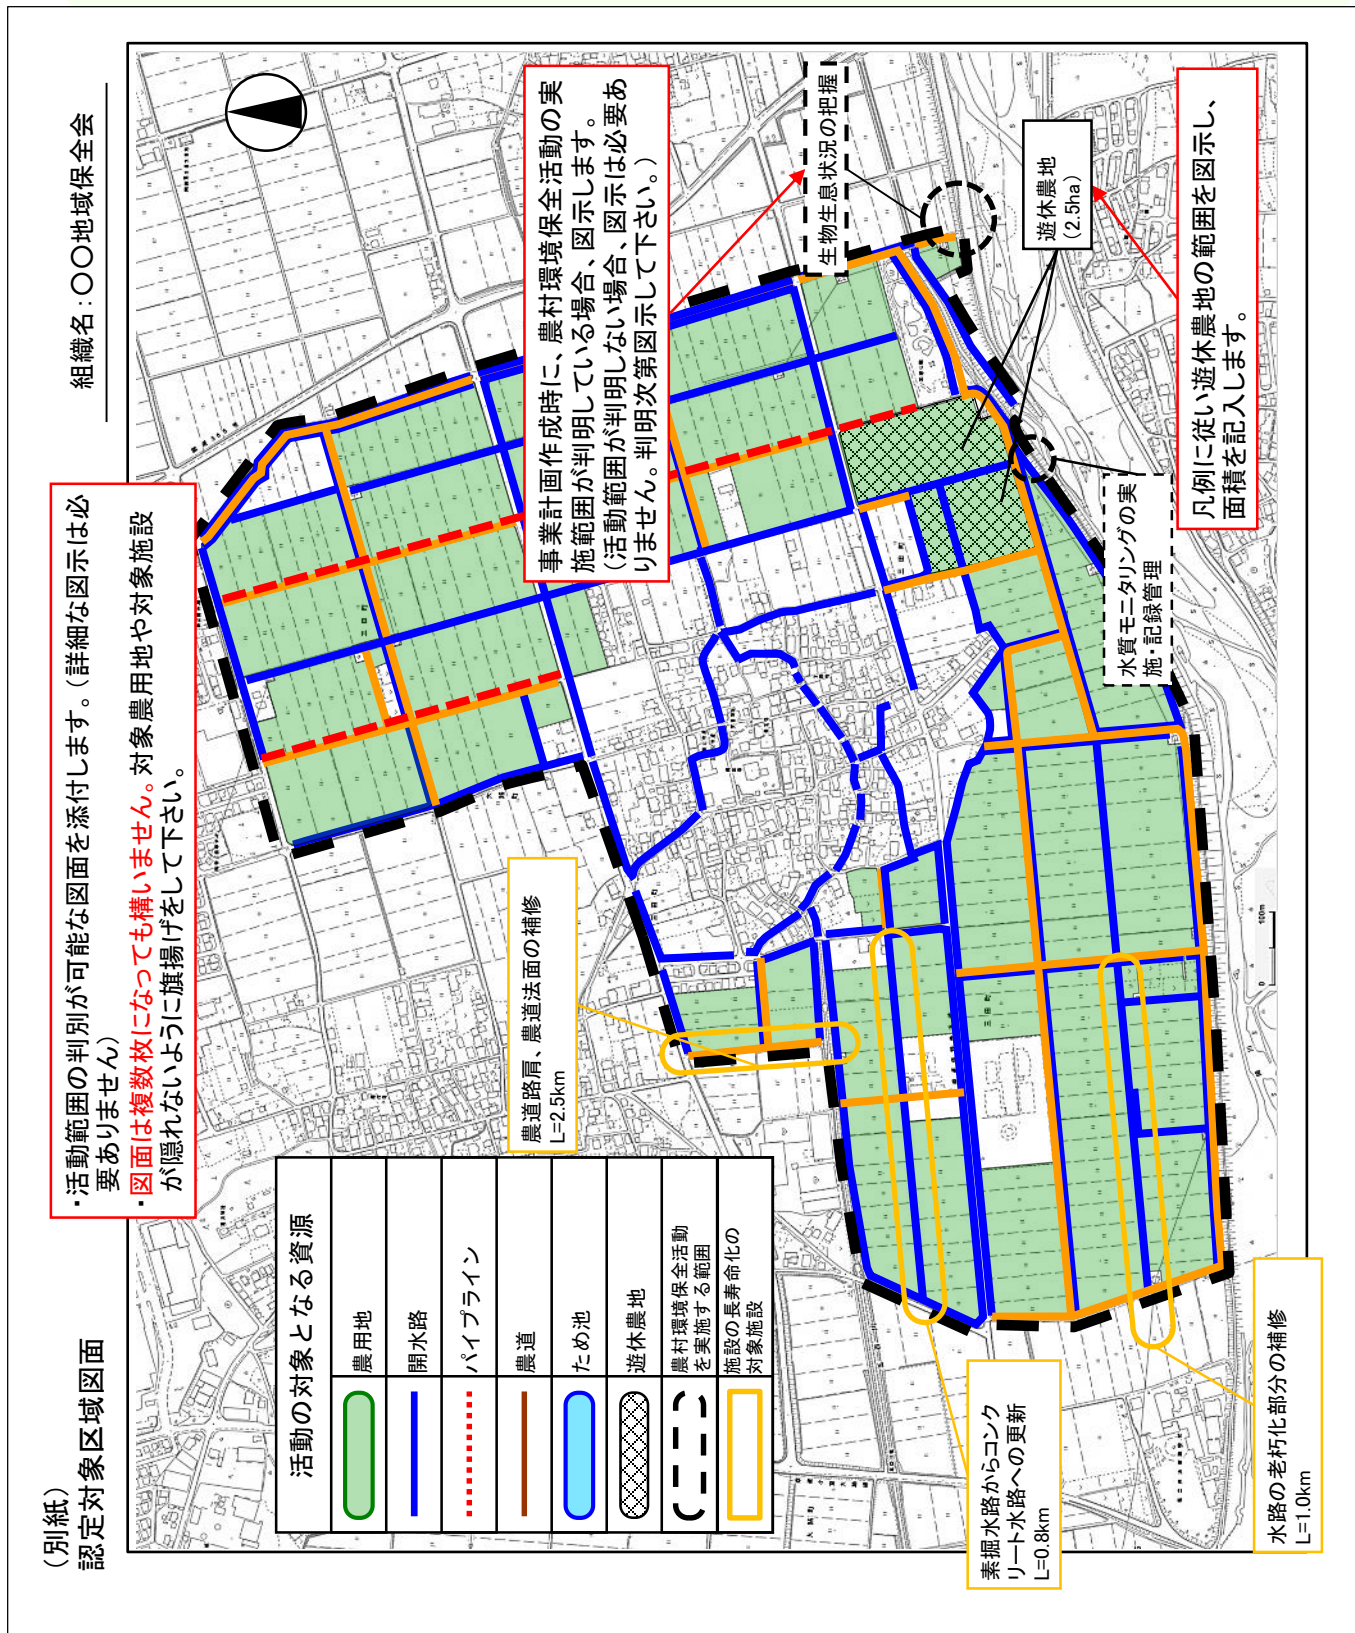 (別紙)
認定対象区域図面
組織名：〇〇地域保全会
・活動範囲の判別が可能な図面を添付します。（詳細な図示は必
要ありません）
・図面は複数枚になっても構いません。対象農用地や対象施設
が隠れないように旗揚げをして下さい。
事業計画作成時に、農村環境保全活動の実
施範囲が判明している場合、図示します。
（活動範囲が判明しない場合、図示は必要あ
りません。判明次第図示して下さい。）
生物生息状況の把握
遊休農地
（2.5ha）
凡例に従い遊休農地の範囲を図示し、
面積を記入します。
水質モニタリングの実
施・記録管理
農道路肩、農道法面の補修
L=2.5km
活動の対象となる資源
農用地
開水路
パイプライン
農道
ため池
遊休農地
農村環境保全活動
を実施する範囲
施設の長寿命化の
対象施設
素掘水路からコンク
リート水路への更新
L=0.8km
水路の老朽化部分の補修
L=1.0km
0 100m